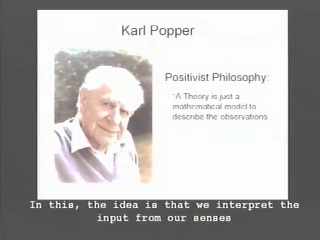 Karl Popper
Positivist Philosophy:
"A Theory is just a
mathematical model to
describe the observations
In this, the idea is that we interpret the
input from our senses